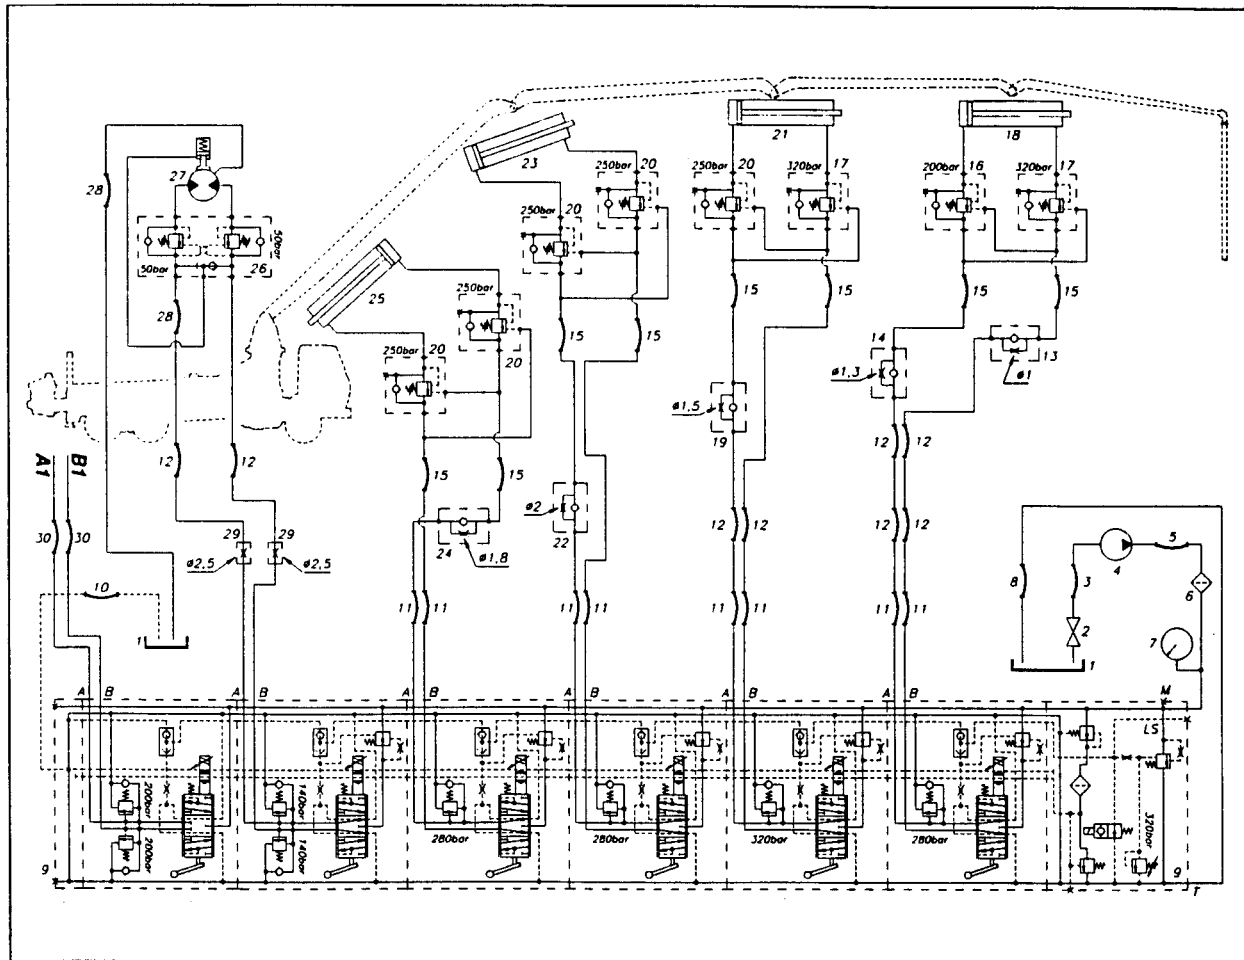 21
18
23
27
28
250bar 20
250bar 20
320bar 17
200bar 16
320bar 17
250bar 20
50bar
50bar
26
25
28
250bar
20
15
15
15
15
15
15
250bar 20
14
13
ø1,3
ø1
ø1,5
19
A1
B1
12
12
15
15
12
12
30
30
29
29
ø2,5
ø2,5
24
ø1,8
ø2
22
12
12
12
12
8
3
4
5
6
10
1
11
11
11
11
11
11
11
11
2
1
7
A B
A B
A B
A B
A B
A B
M
LS
200bar
200bar
140bar
140bar
280bar
280bar
320bar
280bar
320bar
9
9
T